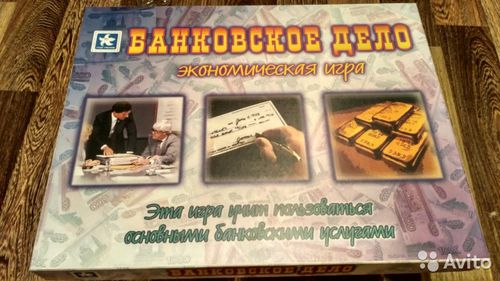 БАНКОВСКОЕ ДЕЛО
экономическая игра
Эта игра учит пользоваться
основными банковскими услугами
БАНКОВСКОЕ ДЕЛО
Avito